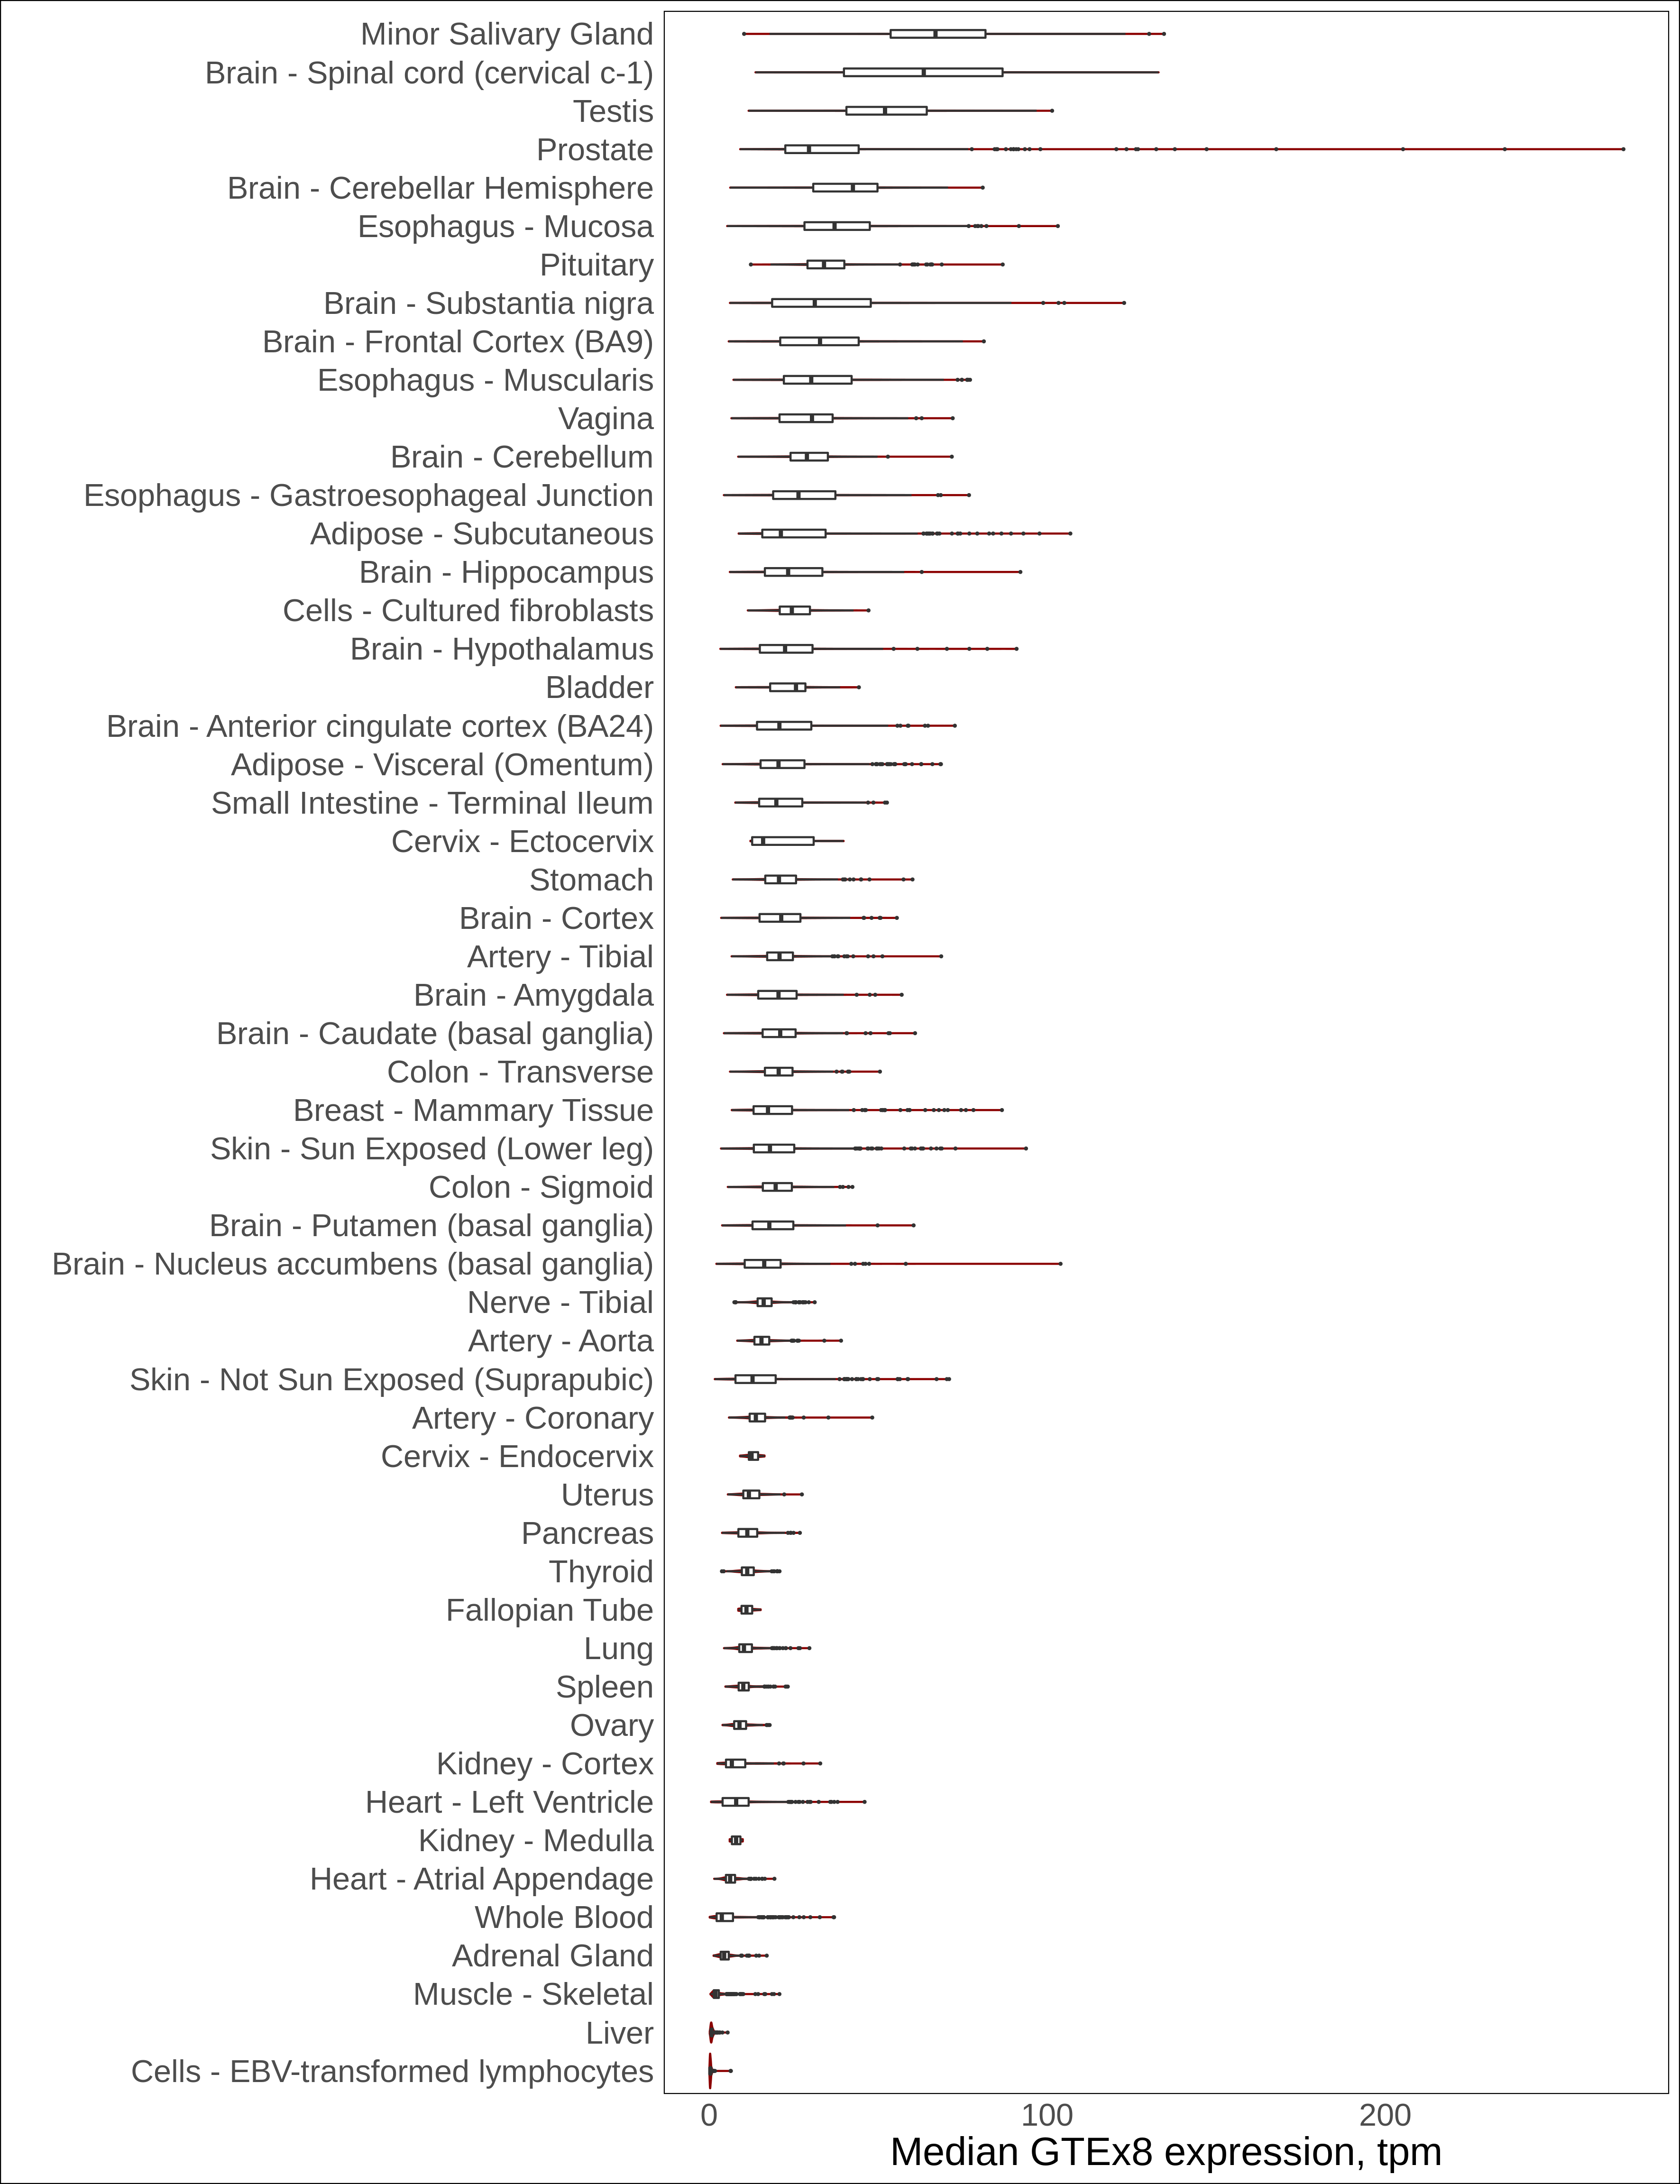 Minor Salivary Gland
Brain - Spinal cord (cervical c-1)
Testis
Prostate
Brain - Cerebellar Hemisphere
Esophagus - Mucosa
Pituitary
Brain - Substantia nigra
Brain - Frontal Cortex (BA9)
Esophagus - Muscularis
Vagina
Brain - Cerebellum
Esophagus - Gastroesophageal Junction
Adipose - Subcutaneous
Brain - Hippocampus
Cells - Cultured fibroblasts
Brain - Hypothalamus
Bladder
Brain - Anterior cingulate cortex (BA24)
Adipose - Visceral (Omentum)
Small Intestine - Terminal Ileum
Cervix - Ectocervix
Stomach
Brain - Cortex
Artery - Tibial
Brain - Amygdala
Brain - Caudate (basal ganglia)
Colon - Transverse
Breast - Mammary Tissue
Skin - Sun Exposed (Lower leg)
Colon - Sigmoid
Brain - Putamen (basal ganglia)
Brain - Nucleus accumbens (basal ganglia)
Nerve - Tibial
Artery - Aorta
Skin - Not Sun Exposed (Suprapubic)
Artery - Coronary
Cervix - Endocervix
Uterus
Pancreas
Thyroid
Fallopian Tube
Lung
Spleen
Ovary
Kidney - Cortex
Heart - Left Ventricle
Kidney - Medulla
Heart - Atrial Appendage
Whole Blood
Adrenal Gland
Muscle - Skeletal
Liver
Cells - EBV-transformed lymphocytes
0 100 200
Median GTEx8 expression, tpm